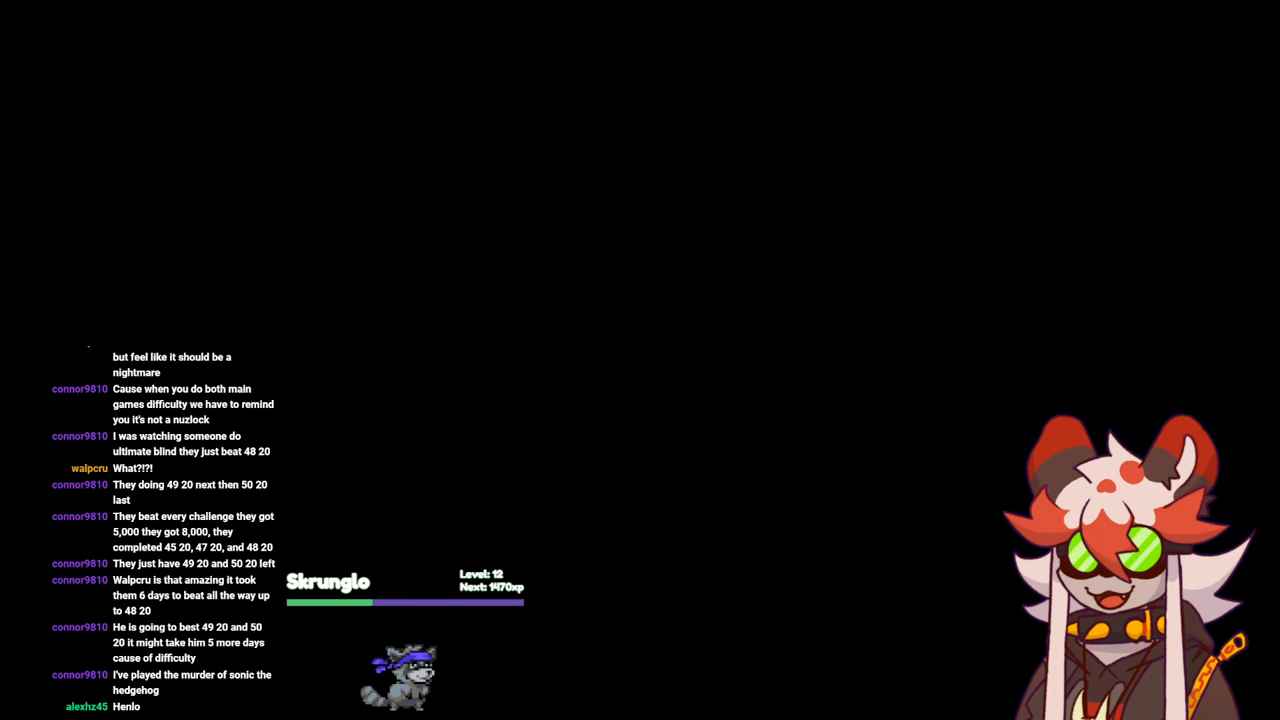 but feel like it should be a
nightmare
connor9810 Cause when you do both main
games difficulty we have to remind
you it's not a nuzlock
connor9810 I was watching someone do
ultimate blind they just beat 48 20
walpcru What?!?!
connor9810 They doing 49 20 next then 50 20
last
connor9810 They beat every challenge they got
5,000 they got 8,000, they
completed 45 20, 47 20, and 48 20
connor9810 They just have 49 20 and 50 20 left
connor9810 Walpcru is that amazing it took
them 6 days to beat all the way up
to 48 20
connor9810 He is going to best 49 20 and 50
20 it might take him 5 more days
cause of difficulty
connor9810 I've played the murder of sonic the
hedgehog
alexhz45 Henlo
Skrunglo
Level: 12
Next: 1470xp